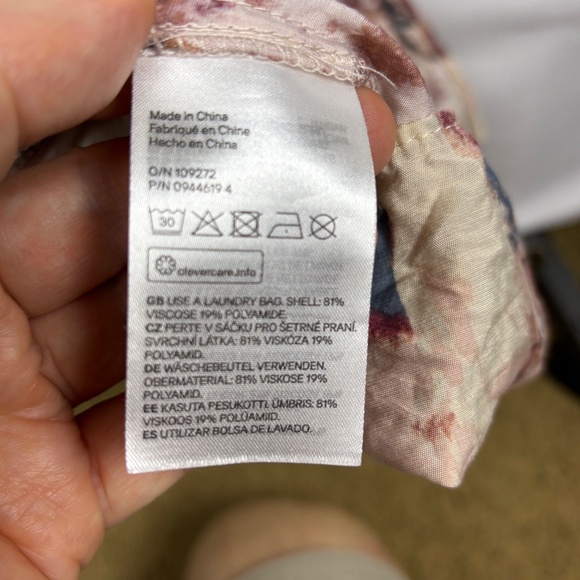 Made in China
Fabriqué en Chine
Hecho en China
O/N 109272
P/N 0944619 4
30
clevercare.info
GB USE A LAUNDRY BAG. SHELL: 81%
VISCOSE 19% POLYAMIDE.
CZ PERTE V SÁČKU PRO ŠETRNÉ PRANÍ.
SVRCHNÍ LÁTKA: 81% VISKÓZA 19%
POLYAMID.
DE WÄSCHEBEUTEL VERWENDEN.
OBERMATERIAL: 81% VISKOSE 19%
POLYAMID.
EE KASUTA PESUKOTTI. ÜMBRIS: 81%
VISKOOS 19% POLÜAMIID.
ES UTILIZAR BOLSA DE LAVADO.